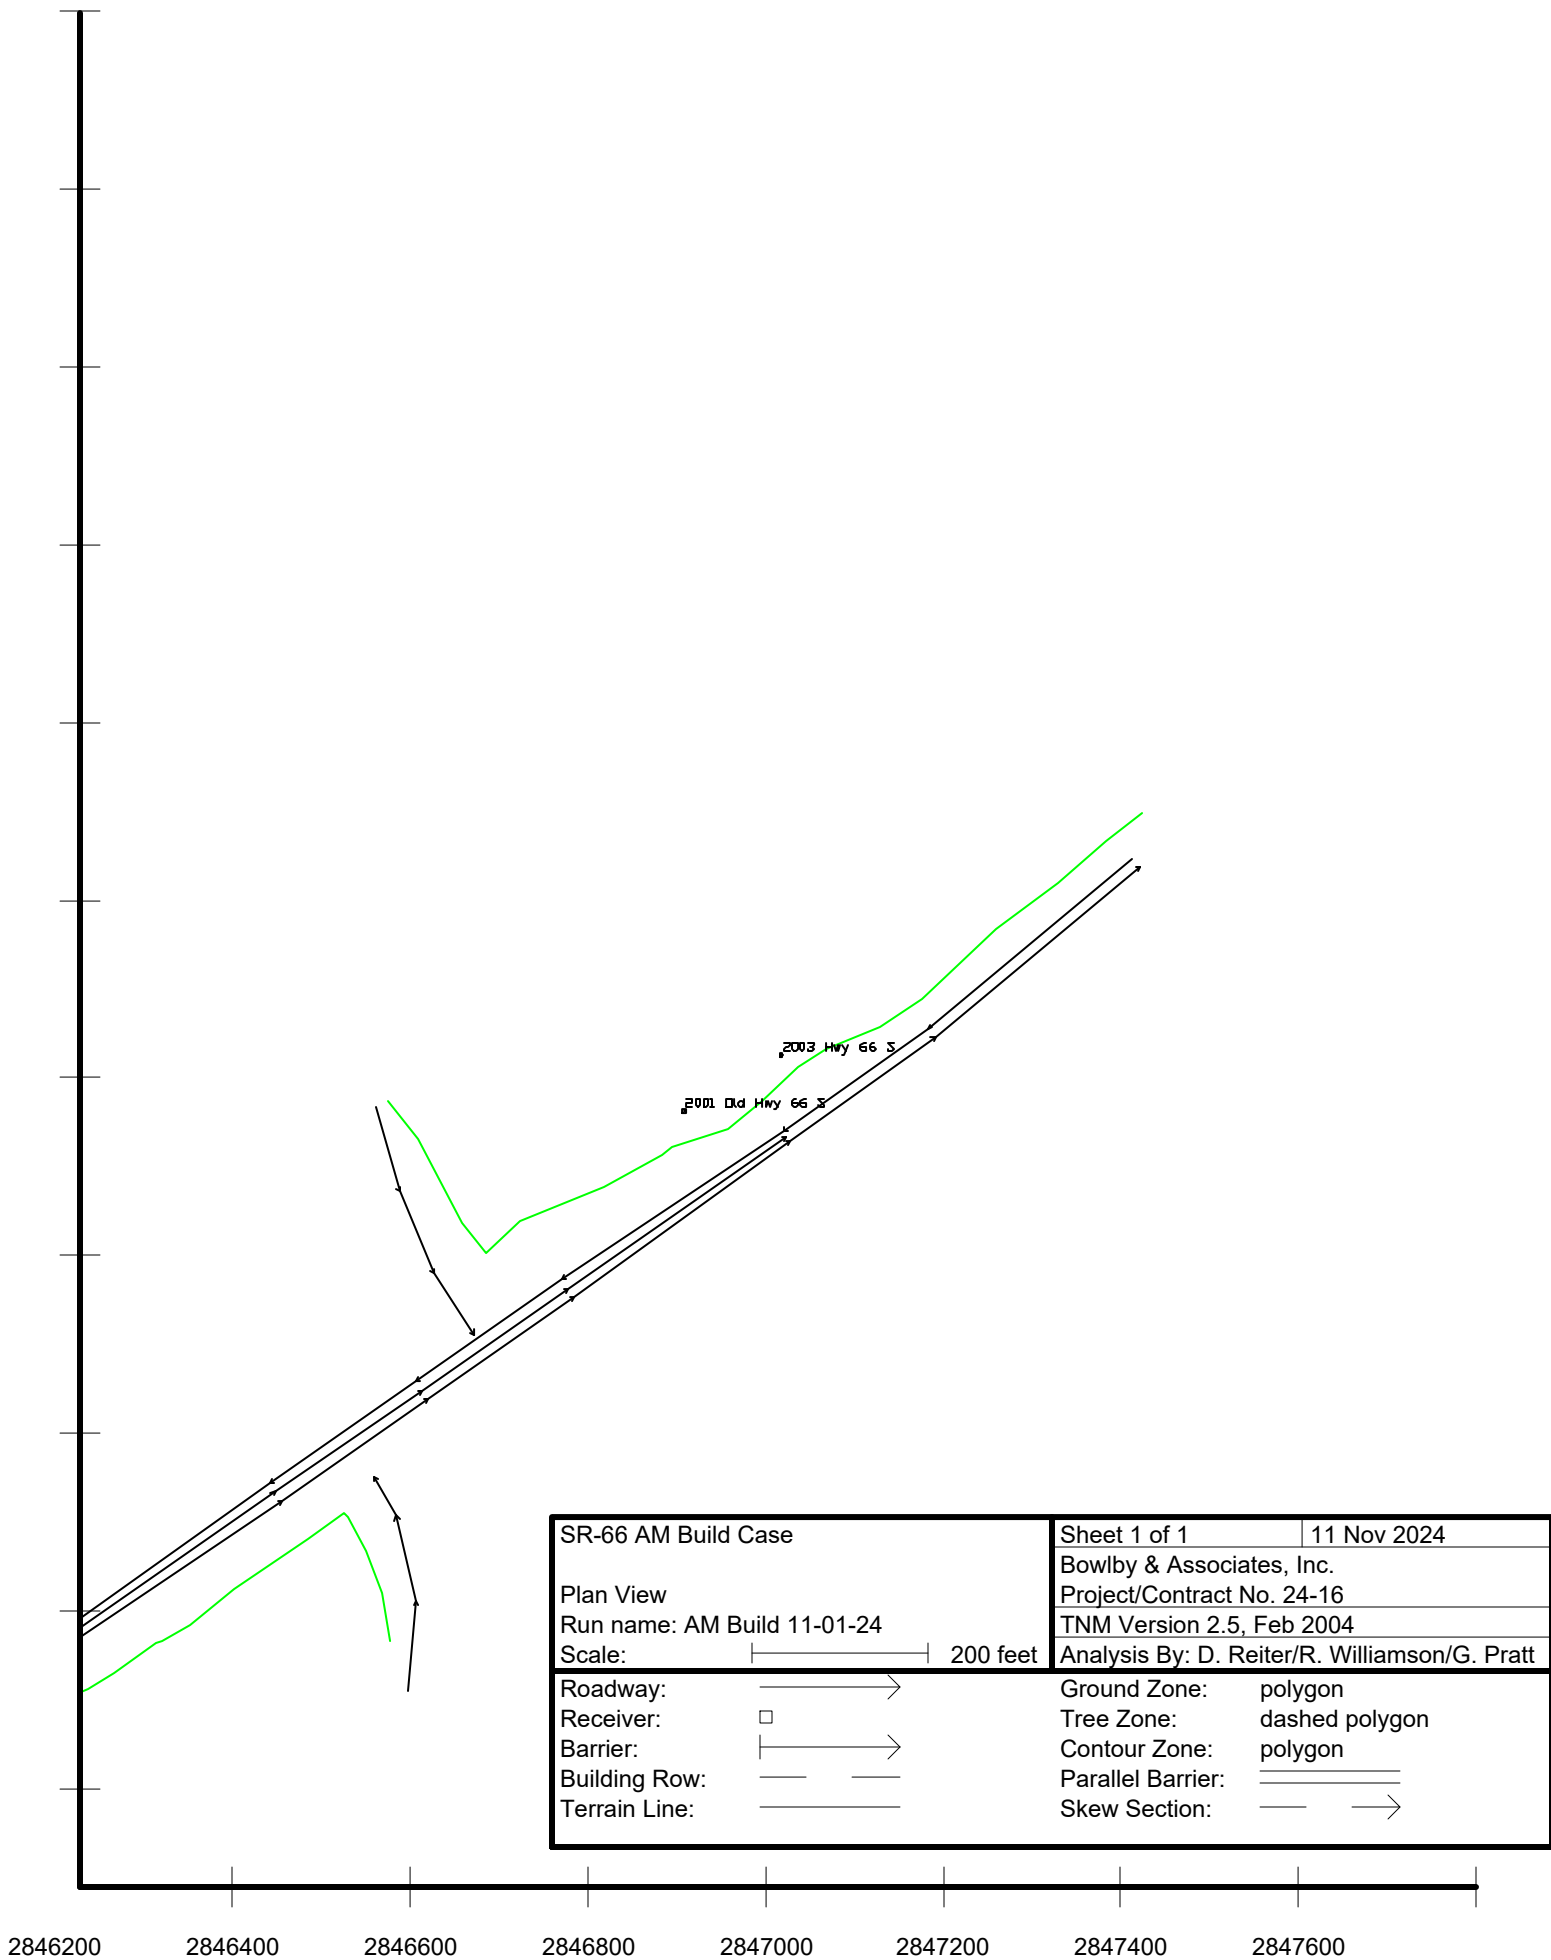 2003 Hwy 66 S
2001 Old Hwy 66 S
SR-66 AM Build Case
Plan View
Run name: AM Build 11-01-24
Scale: 200 feet
Sheet 1 of 1 11 Nov 2024
Bowlby & Associates, Inc.
Project/Contract No. 24-16
TNM Version 2.5, Feb 2004
Analysis By: D. Reiter/R. Williamson/G. Pratt
Roadway:
Receiver:
Barrier:
Building Row:
Terrain Line:
Ground Zone: polygon
Tree Zone: dashed polygon
Contour Zone: polygon
Parallel Barrier:
Skew Section:
2846200 2846400 2846600 2846800 2847000 2847200 2847400 2847600